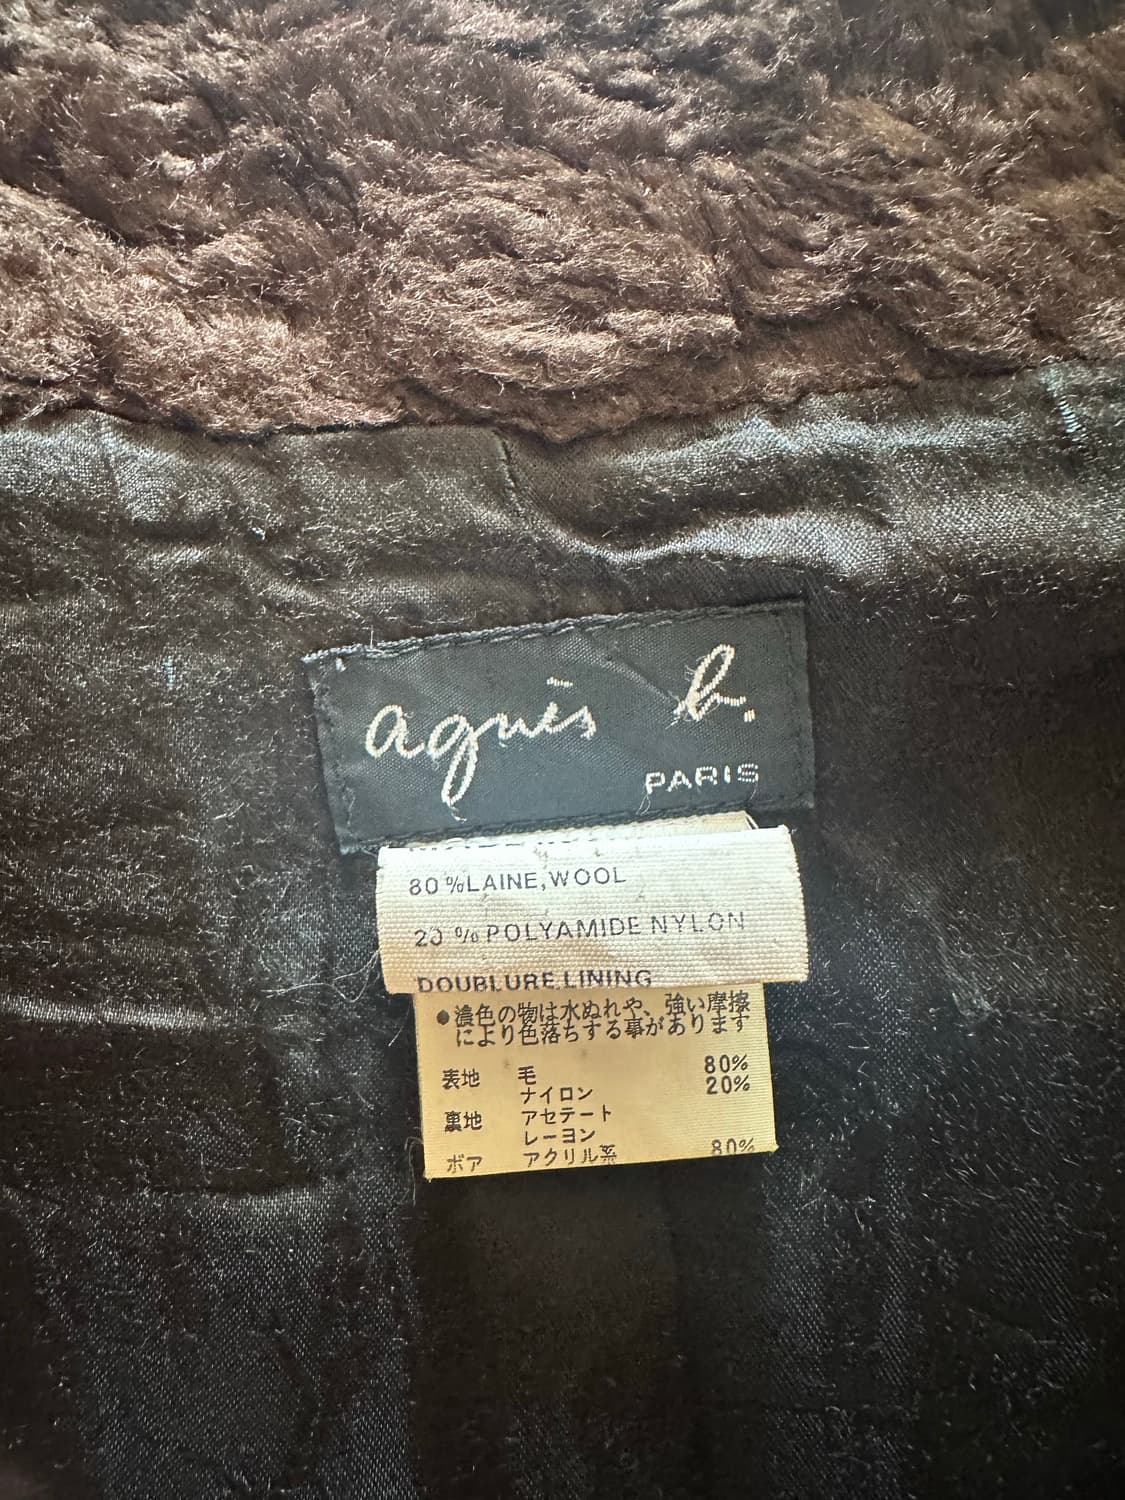 agnès b.
PARIS
80%LAINE,WOOL
20 % POLYAMIDE NYLON
DOUBLURE LINING
●濃色の物は水ぬれや、強い摩擦
により色落ちする事があります
表地 毛 80%
ナイロン 20%
裏地 アセテート
レーヨン
ボア アクリル系 80%